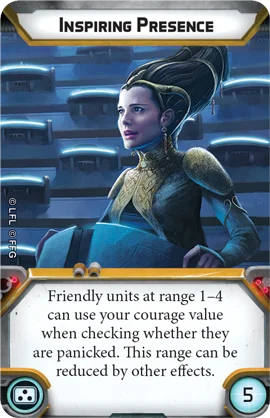 INSPIRING PRESENCE
© LFL © FFG
Friendly units at range 1–4
can use your courage value
when checking whether they
are panicked. This range can be
reduced by other effects.
5